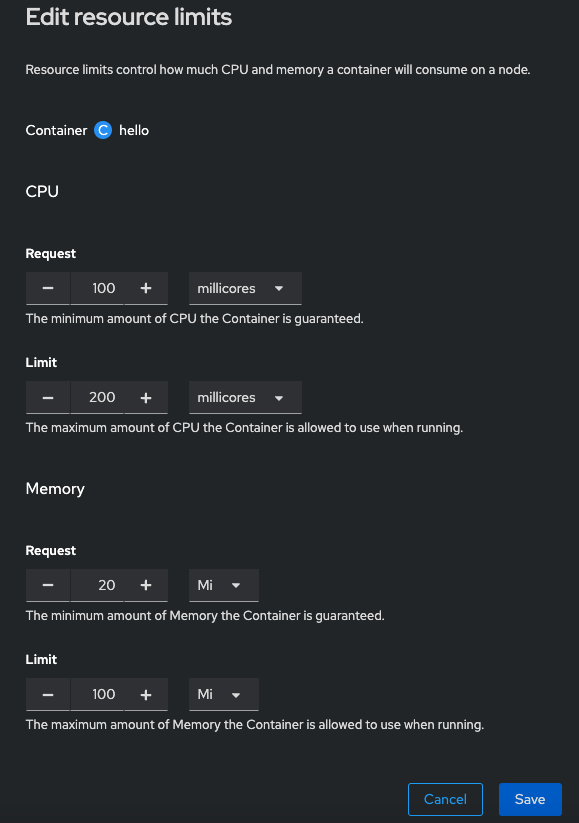 Edit resource limits
Resource limits control how much CPU and memory a container will consume on a node.
Container C hello
CPU
Request
− 100 + millicores
The minimum amount of CPU the Container is guaranteed.
Limit
− 200 + millicores
The maximum amount of CPU the Container is allowed to use when running.
Memory
Request
− 20 + Mi
The minimum amount of Memory the Container is guaranteed.
Limit
− 100 + Mi
The maximum amount of Memory the Container is allowed to use when running.
Cancel Save